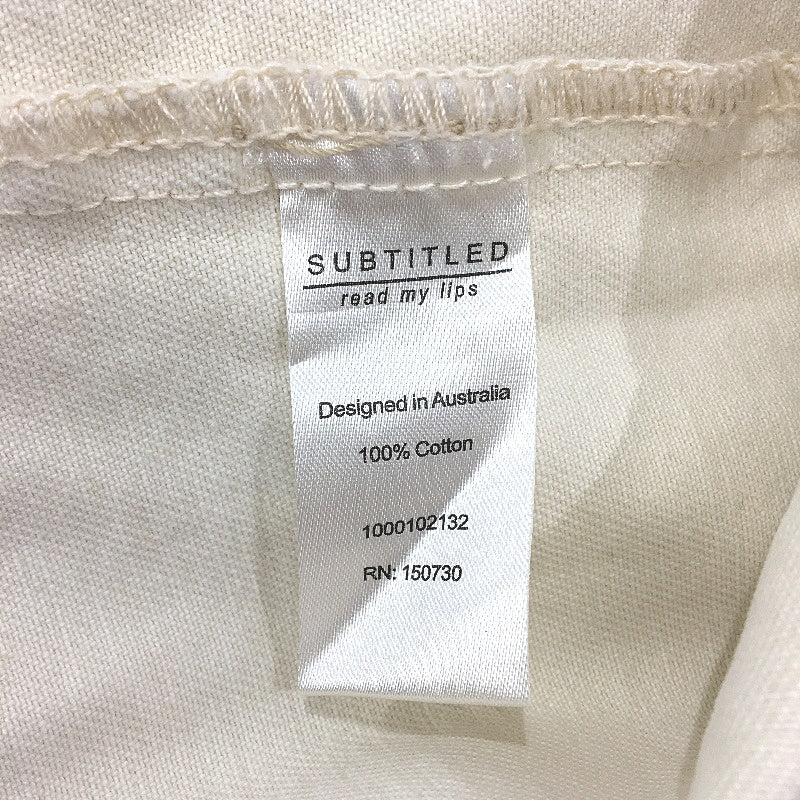 SUBTITLED
read my lips
Designed in Australia
100% Cotton
1000102132
RN: 150730